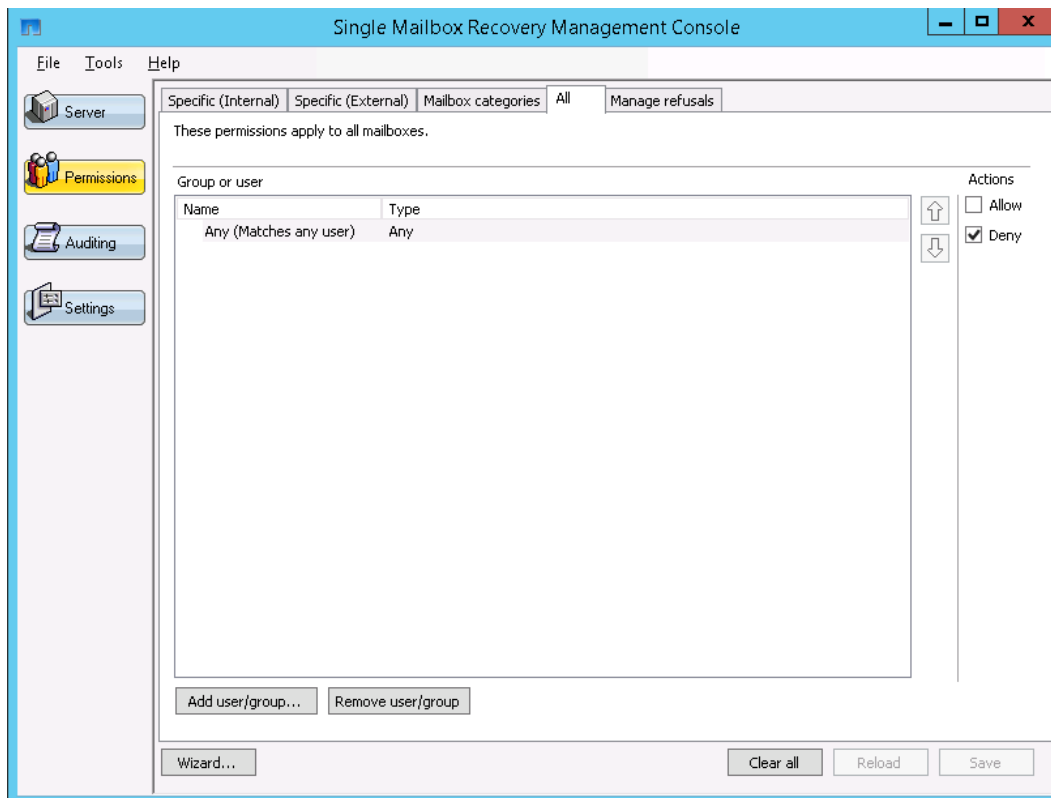 Single Mailbox Recovery Management Console
File Tools Help
Server
Permissions
Auditing
Settings
Specific (Internal) Specific (External) Mailbox categories All Manage refusals
These permissions apply to all mailboxes.
Group or user
Actions
Name Type
Any (Matches any user) Any
Allow
Deny
Add user/group... Remove user/group
Wizard... Clear all Reload Save